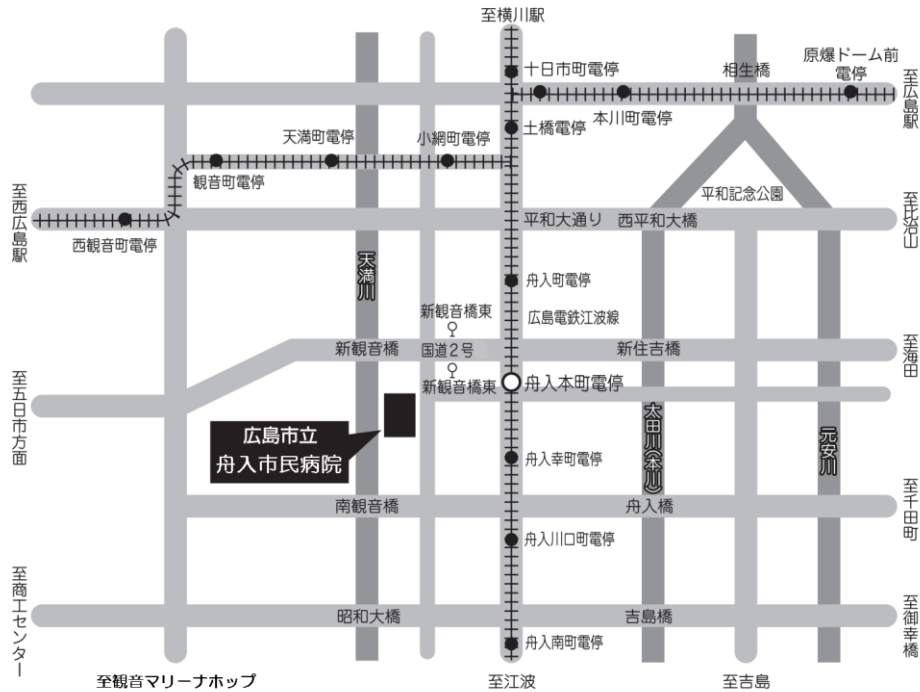 至横川駅
十日市町電停
相生橋
原爆ドーム前
電停
至広島駅
本川町電停
土橋電停
天満町電停
小網町電停
観音町電停
平和記念公園
至西広島駅
至比治山
西観音町電停
平和大通り
西平和大橋
天満川
舟入町電停
新観音橋東
広島電鉄江波線
新観音橋
国道2号
新住吉橋
至海田
新観音橋東
舟入本町電停
至五日市方面
太田川(本川)
元安川
広島市立
舟入市民病院
舟入幸町電停
南観音橋
舟入橋
至千田町
舟入川口町電停
至商工センター
昭和大橋
吉島橋
至御幸橋
舟入南町電停
至観音マリーナホップ
至江波
至吉島